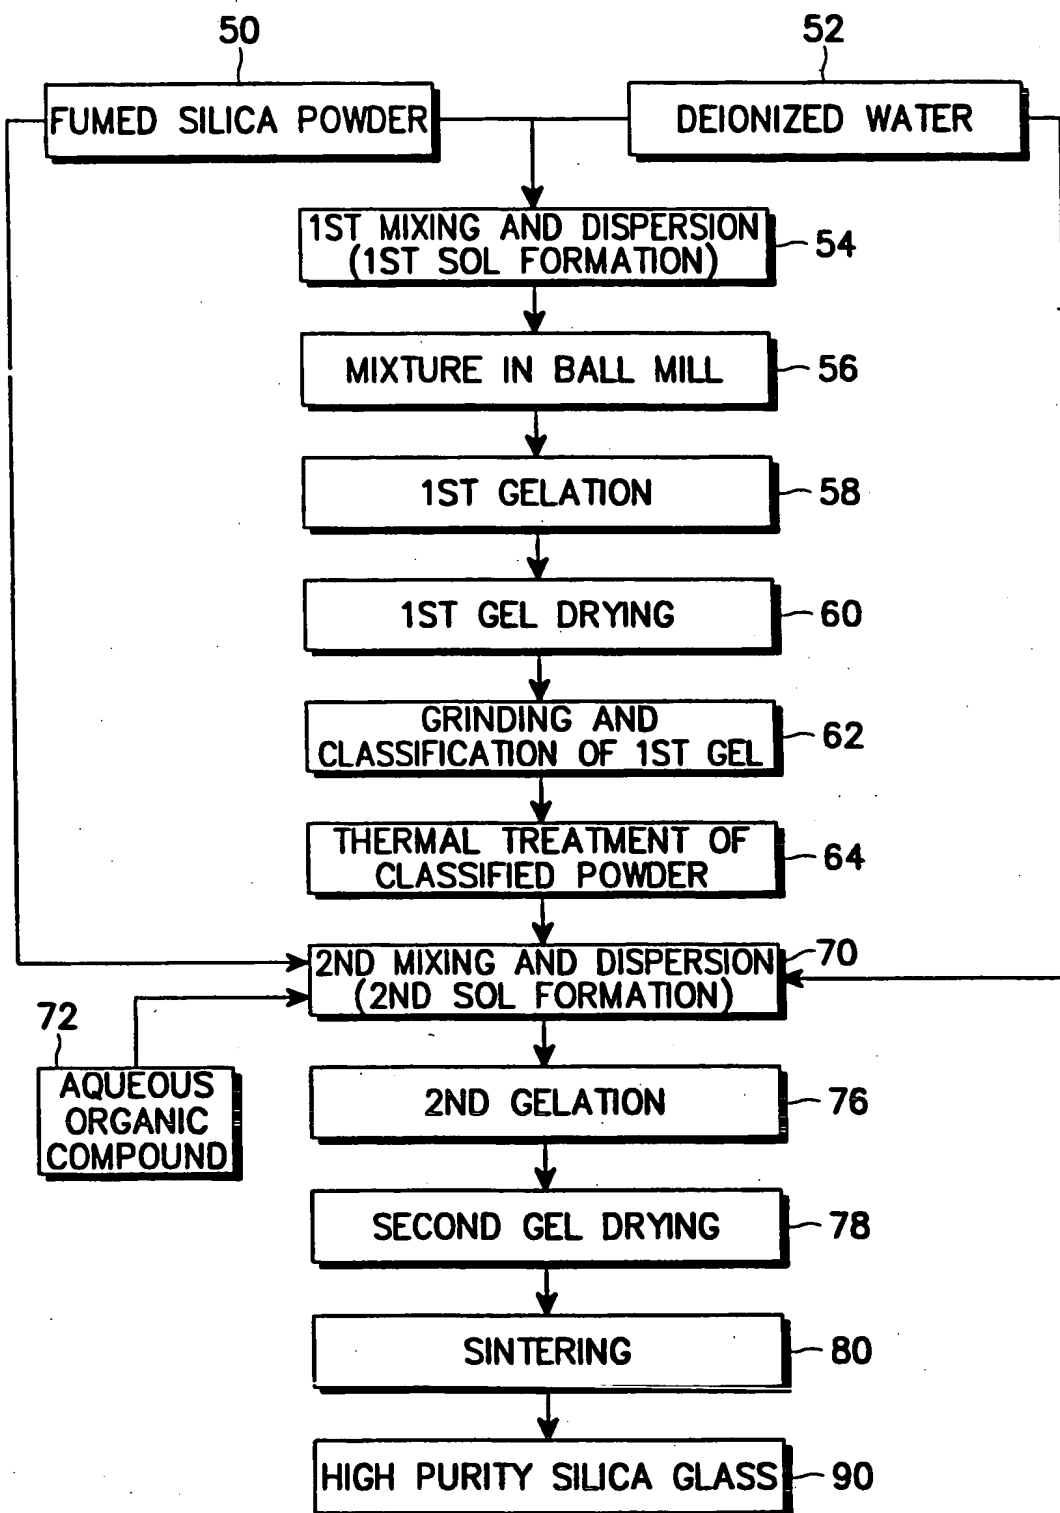 50
52
FUMED SILICA POWDER
DEIONIZED WATER
1ST MIXING AND DISPERSION
(1ST SOL FORMATION)
54
MIXTURE IN BALL MILL
56
1ST GELATION
58
1ST GEL DRYING
60
GRINDING AND
CLASSIFICATION OF 1ST GEL
62
THERMAL TREATMENT OF
CLASSIFIED POWDER
64
2ND MIXING AND DISPERSION
(2ND SOL FORMATION)
70
72
AQUEOUS
ORGANIC
COMPOUND
2ND GELATION
76
SECOND GEL DRYING
78
SINTERING
80
HIGH PURITY SILICA GLASS
90